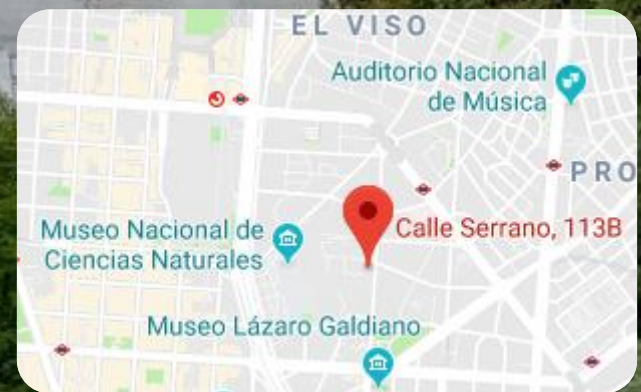 EL VISO
Auditorio Nacional
de Música
PRO
Calle Serrano, 113B
Museo Nacional de
Ciencias Naturales
Museo Lázaro Galdiano